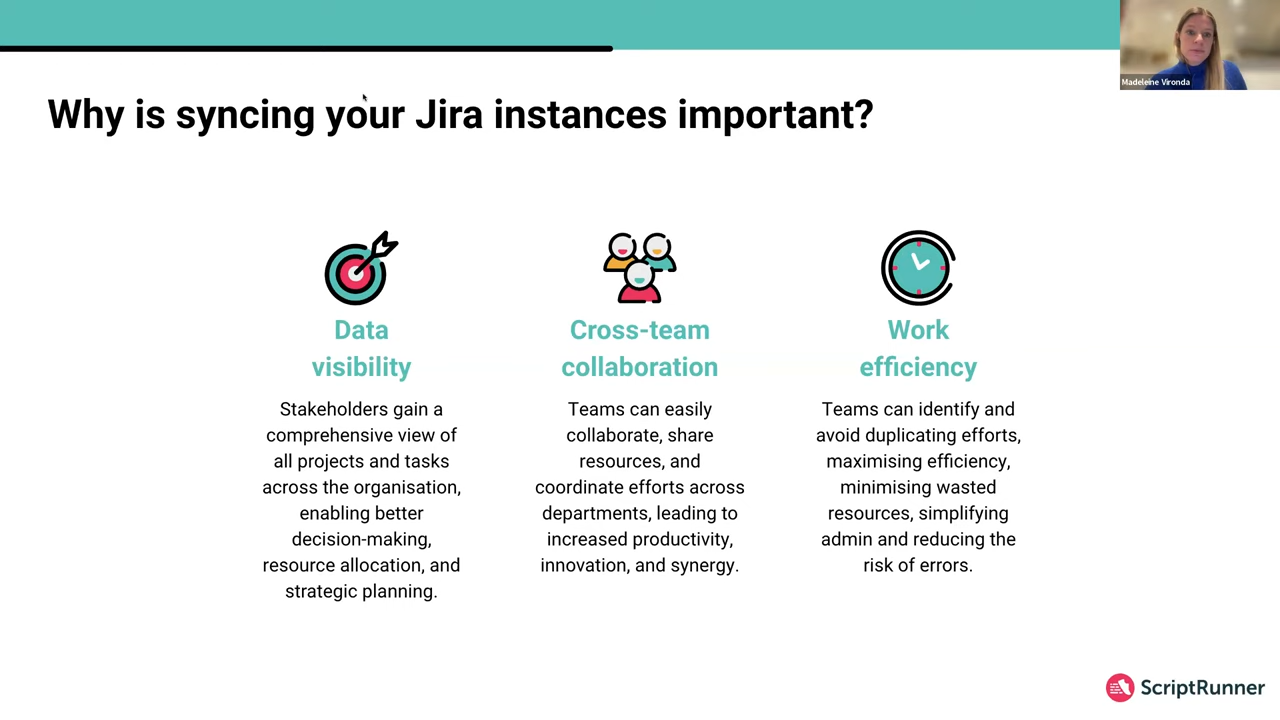 Madeleine Vironda
Why is syncing your Jira instances important?
Data
visibility
Stakeholders gain a
comprehensive view of
all projects and tasks
across the organisation,
enabling better
decision-making,
resource allocation, and
strategic planning.
Cross-team
collaboration
Teams can easily
collaborate, share
resources, and
coordinate efforts across
departments, leading to
increased productivity,
innovation, and synergy.
Work
efficiency
Teams can identify and
avoid duplicating efforts,
maximising efficiency,
minimising wasted
resources, simplifying
admin and reducing the
risk of errors.
ScriptRunner